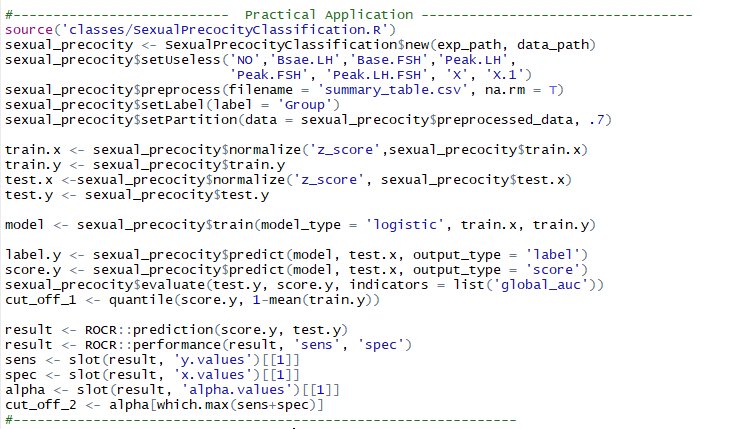 #---------------------------  Practical Application ----------------------------------
source('classes/SexualPrecocityClassification.R')
sexual_precocity <- SexualPrecocityClassification$new(exp_path, data_path)
sexual_precocity$setUseless('NO','Bsae.LH','Base.FSH','Peak.LH',
                            'Peak.FSH', 'Peak.LH.FSH', 'X', 'X.1')
sexual_precocity$preprocess(filename = 'summary_table.csv', na.rm = T)
sexual_precocity$setLabel(label = 'Group')
sexual_precocity$setPartition(data = sexual_precocity$preprocessed_data, .7)

train.x <- sexual_precocity$normalize('z_score',sexual_precocity$train.x)
train.y <- sexual_precocity$train.y
test.x <-sexual_precocity$normalize('z_score', sexual_precocity$test.x)
test.y <- sexual_precocity$test.y

model <- sexual_precocity$train(model_type = 'logistic', train.x, train.y)

label.y <- sexual_precocity$predict(model, test.x, output_type = 'label')
score.y <- sexual_precocity$predict(model, test.x, output_type = 'score')
sexual_precocity$evaluate(test.y, score.y, indicators = list('global_auc'))
cut_off_1 <- quantile(score.y, 1-mean(train.y))

result <- ROCR::prediction(score.y, test.y)
result <- ROCR::performance(result, 'sens', 'spec')
sens <- slot(result, 'y.values')[[1]]
spec <- slot(result, 'x.values')[[1]]
alpha <- slot(result, 'alpha.values')[[1]]
cut_off_2 <- alpha[which.max(sens+spec)]
#---------------------------------------------------------------